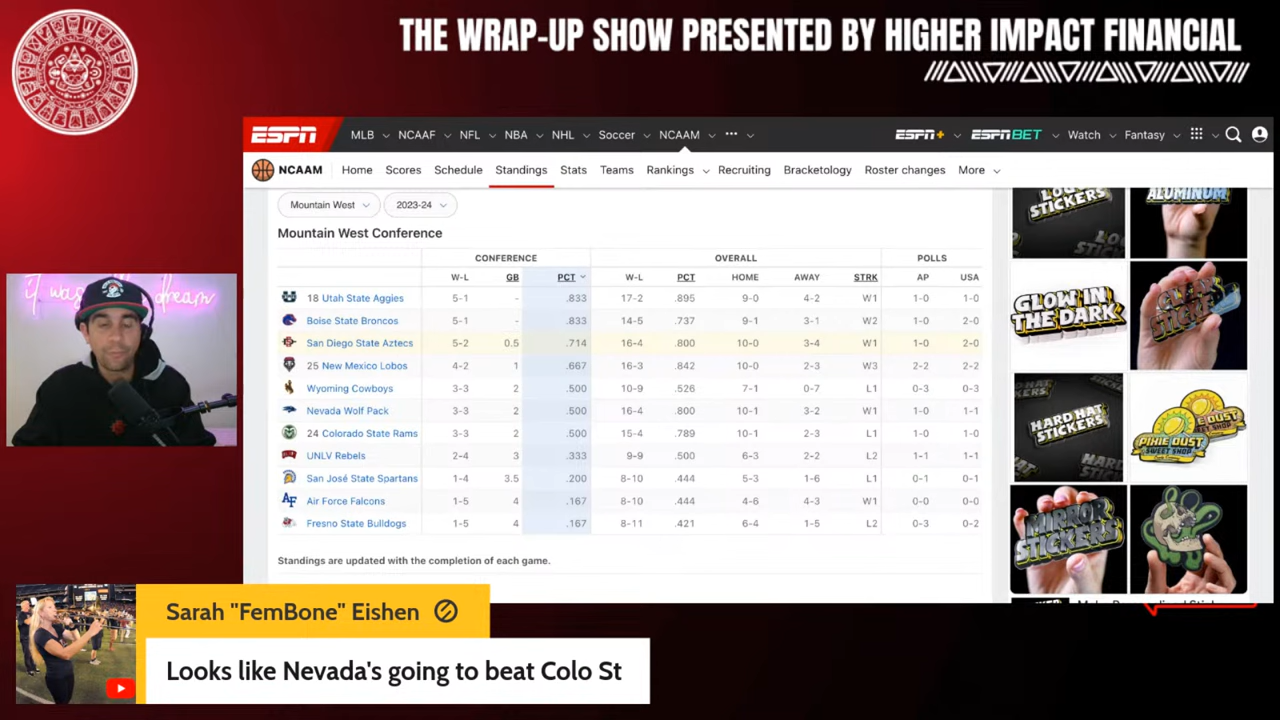 THE WRAP-UP SHOW PRESENTED BY HIGHER IMPACT FINANCIAL
ESPN MLB NCAAF NFL NBA NHL Soccer NCAAM ••• ESPN+ ESPN BET Watch Fantasy
NCAAM Home Scores Schedule Standings Stats Teams Rankings Recruiting Bracketology Roster changes More
Mountain West 2023-24
Mountain West Conference
CONFERENCE OVERALL POLLS
W-L GB PCT W-L PCT HOME AWAY STRK AP USA
18 Utah State Aggies 5-1 - .833 17-2 .895 9-0 4-2 W1 1-0 1-0
Boise State Broncos 5-1 - .833 14-5 .737 9-1 3-1 W2 1-0 2-0
San Diego State Aztecs 5-2 0.5 .714 16-4 .800 10-0 3-4 W1 1-0 2-0
25 New Mexico Lobos 4-2 1 .667 16-3 .842 10-0 2-3 W3 2-2 2-2
Wyoming Cowboys 3-3 2 .500 10-9 .526 7-1 0-7 L1 0-3 0-3
Nevada Wolf Pack 3-3 2 .500 16-4 .800 10-1 3-2 W1 1-0 1-1
24 Colorado State Rams 3-3 2 .500 15-4 .789 10-1 2-3 L1 1-0 1-0
UNLV Rebels 2-4 3 .333 9-9 .500 6-3 2-2 L2 1-1 1-1
San José State Spartans 1-4 3.5 .200 8-10 .444 5-3 1-6 L1 0-1 0-1
Air Force Falcons 1-5 4 .167 8-10 .444 4-6 4-3 W1 0-0 0-0
Fresno State Bulldogs 1-5 4 .167 8-11 .421 6-4 1-5 L2 0-3 0-2
Standings are updated with the completion of each game.
STICKERS
ALUMINUM
GLOW IN
THE DARK
HARD HAT
STICKERS
PIXIE DUST
SWEET SHOP
MIRROR
STICKERS
it was dream
Sarah "FemBone" Eishen
Looks like Nevada's going to beat Colo St